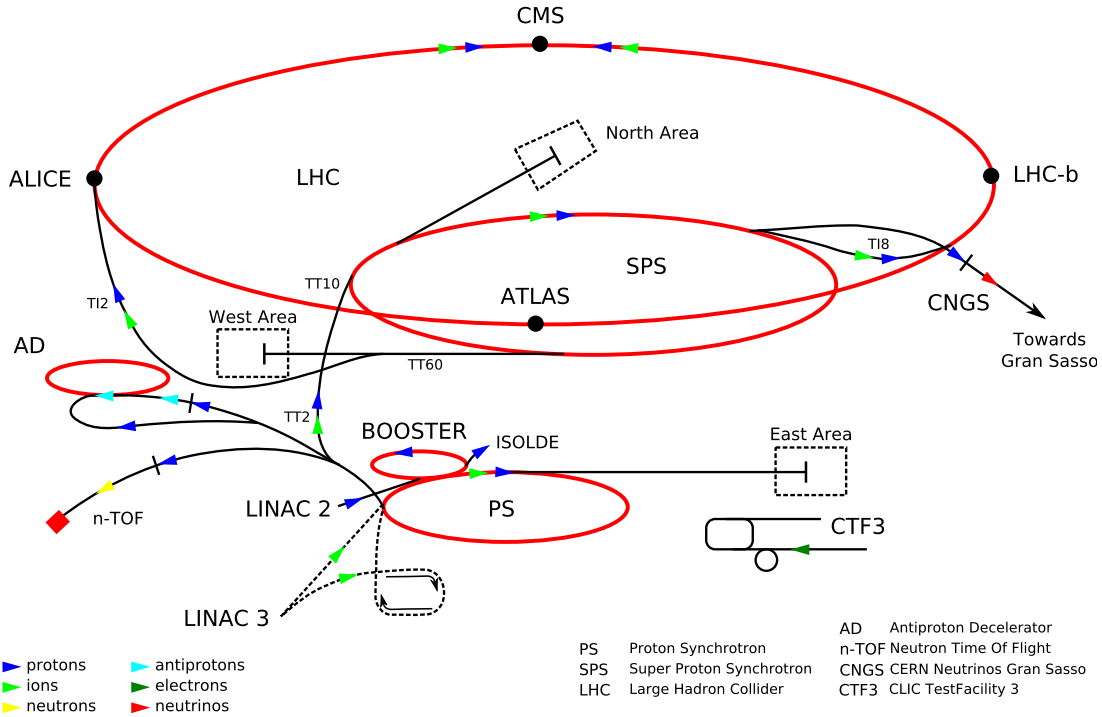 CMS
North Area
ALICE
LHC
LHC-b
TI8
SPS
TT10
ATLAS
CNGS
TI2
West Area
Towards
Gran Sasso
AD
TT60
TT2
BOOSTER
ISOLDE
East Area
LINAC 2
PS
n-TOF
CTF3
LINAC 3
protons
antiprotons
ions
electrons
neutrons
neutrinos
PS Proton Synchrotron
SPS Super Proton Synchrotron
LHC Large Hadron Collider
AD Antiproton Decelerator
n-TOF Neutron Time Of Flight
CNGS CERN Neutrinos Gran Sasso
CTF3 CLIC TestFacility 3